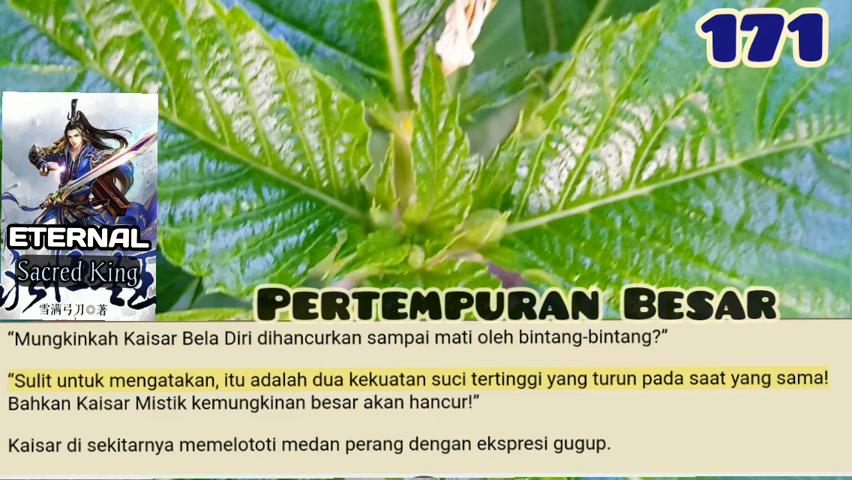 171
ETERNAL
Sacred King
雪满弓刀◎著
PERTEMPURAN BESAR
“Mungkinkah Kaisar Bela Diri dihancurkan sampai mati oleh bintang-bintang?”
“Sulit untuk mengatakan, itu adalah dua kekuatan suci tertinggi yang turun pada saat yang sama!
Bahkan Kaisar Mistik kemungkinan besar akan hancur!”
Kaisar di sekitarnya memelototi medan perang dengan ekspresi gugup.